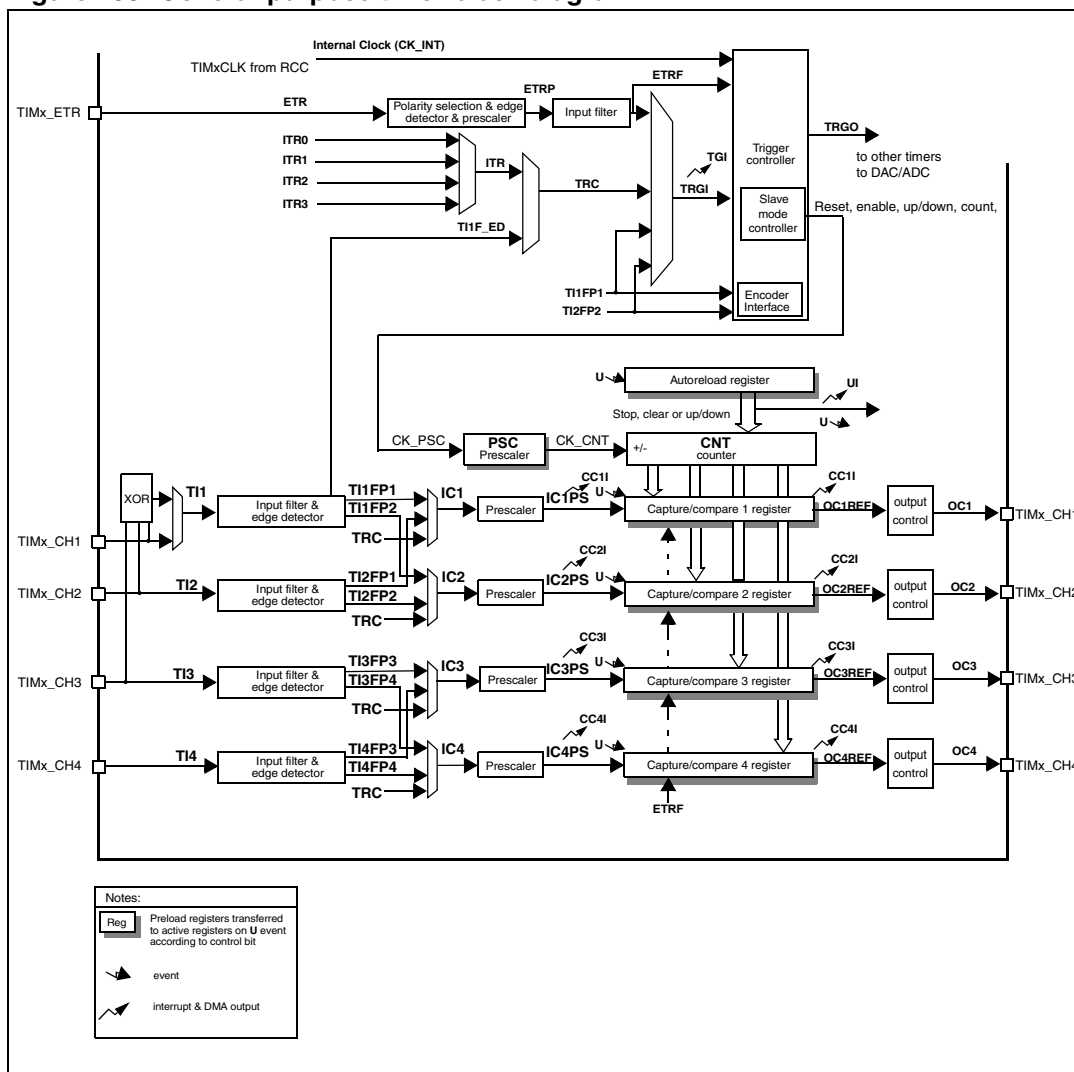 Internal Clock (CK_INT)
TIMxCLK from RCC
ETRF
TIMx_ETR
ETR
ETRP
Polarity selection & edge
detector & prescaler
Input filter
Trigger
controller
TRGO
to other timers
to DAC/ADC
ITR0
ITR1
ITR2
ITR3
ITR
TRC
TGI
TRGI
TI1F_ED
Slave
mode
controller
Reset, enable, up/down, count,
TI1FP1
TI2FP2
Encoder
Interface
U
Autoreload register
UI
U
Stop, clear or up/down
CK_PSC
PSC
Prescaler
CK_CNT
+/-
CNT
counter
XOR
TI1
Input filter &
edge detector
TI1FP1
TI1FP2
TRC
IC1
Prescaler
IC1PS
CC1I
U
Capture/compare 1 register
CC1I
OC1REF
output
control
OC1
TIMx_CH1
TIMx_CH1
TIMx_CH2
TI2
Input filter &
edge detector
TI2FP1
TI2FP2
TRC
IC2
Prescaler
IC2PS
CC2I
U
Capture/compare 2 register
CC2I
OC2REF
output
control
OC2
TIMx_CH2
TIMx_CH3
TI3
Input filter &
edge detector
TI3FP3
TI3FP4
TRC
IC3
Prescaler
IC3PS
CC3I
U
Capture/compare 3 register
CC3I
OC3REF
output
control
OC3
TIMx_CH3
TIMx_CH4
TI4
Input filter &
edge detector
TI4FP3
TI4FP4
TRC
IC4
Prescaler
IC4PS
CC4I
U
Capture/compare 4 register
CC4I
OC4REF
output
control
OC4
TIMx_CH4
ETRF
Notes:
Reg
Preload registers transferred
to active registers on U event
according to control bit
event
interrupt & DMA output